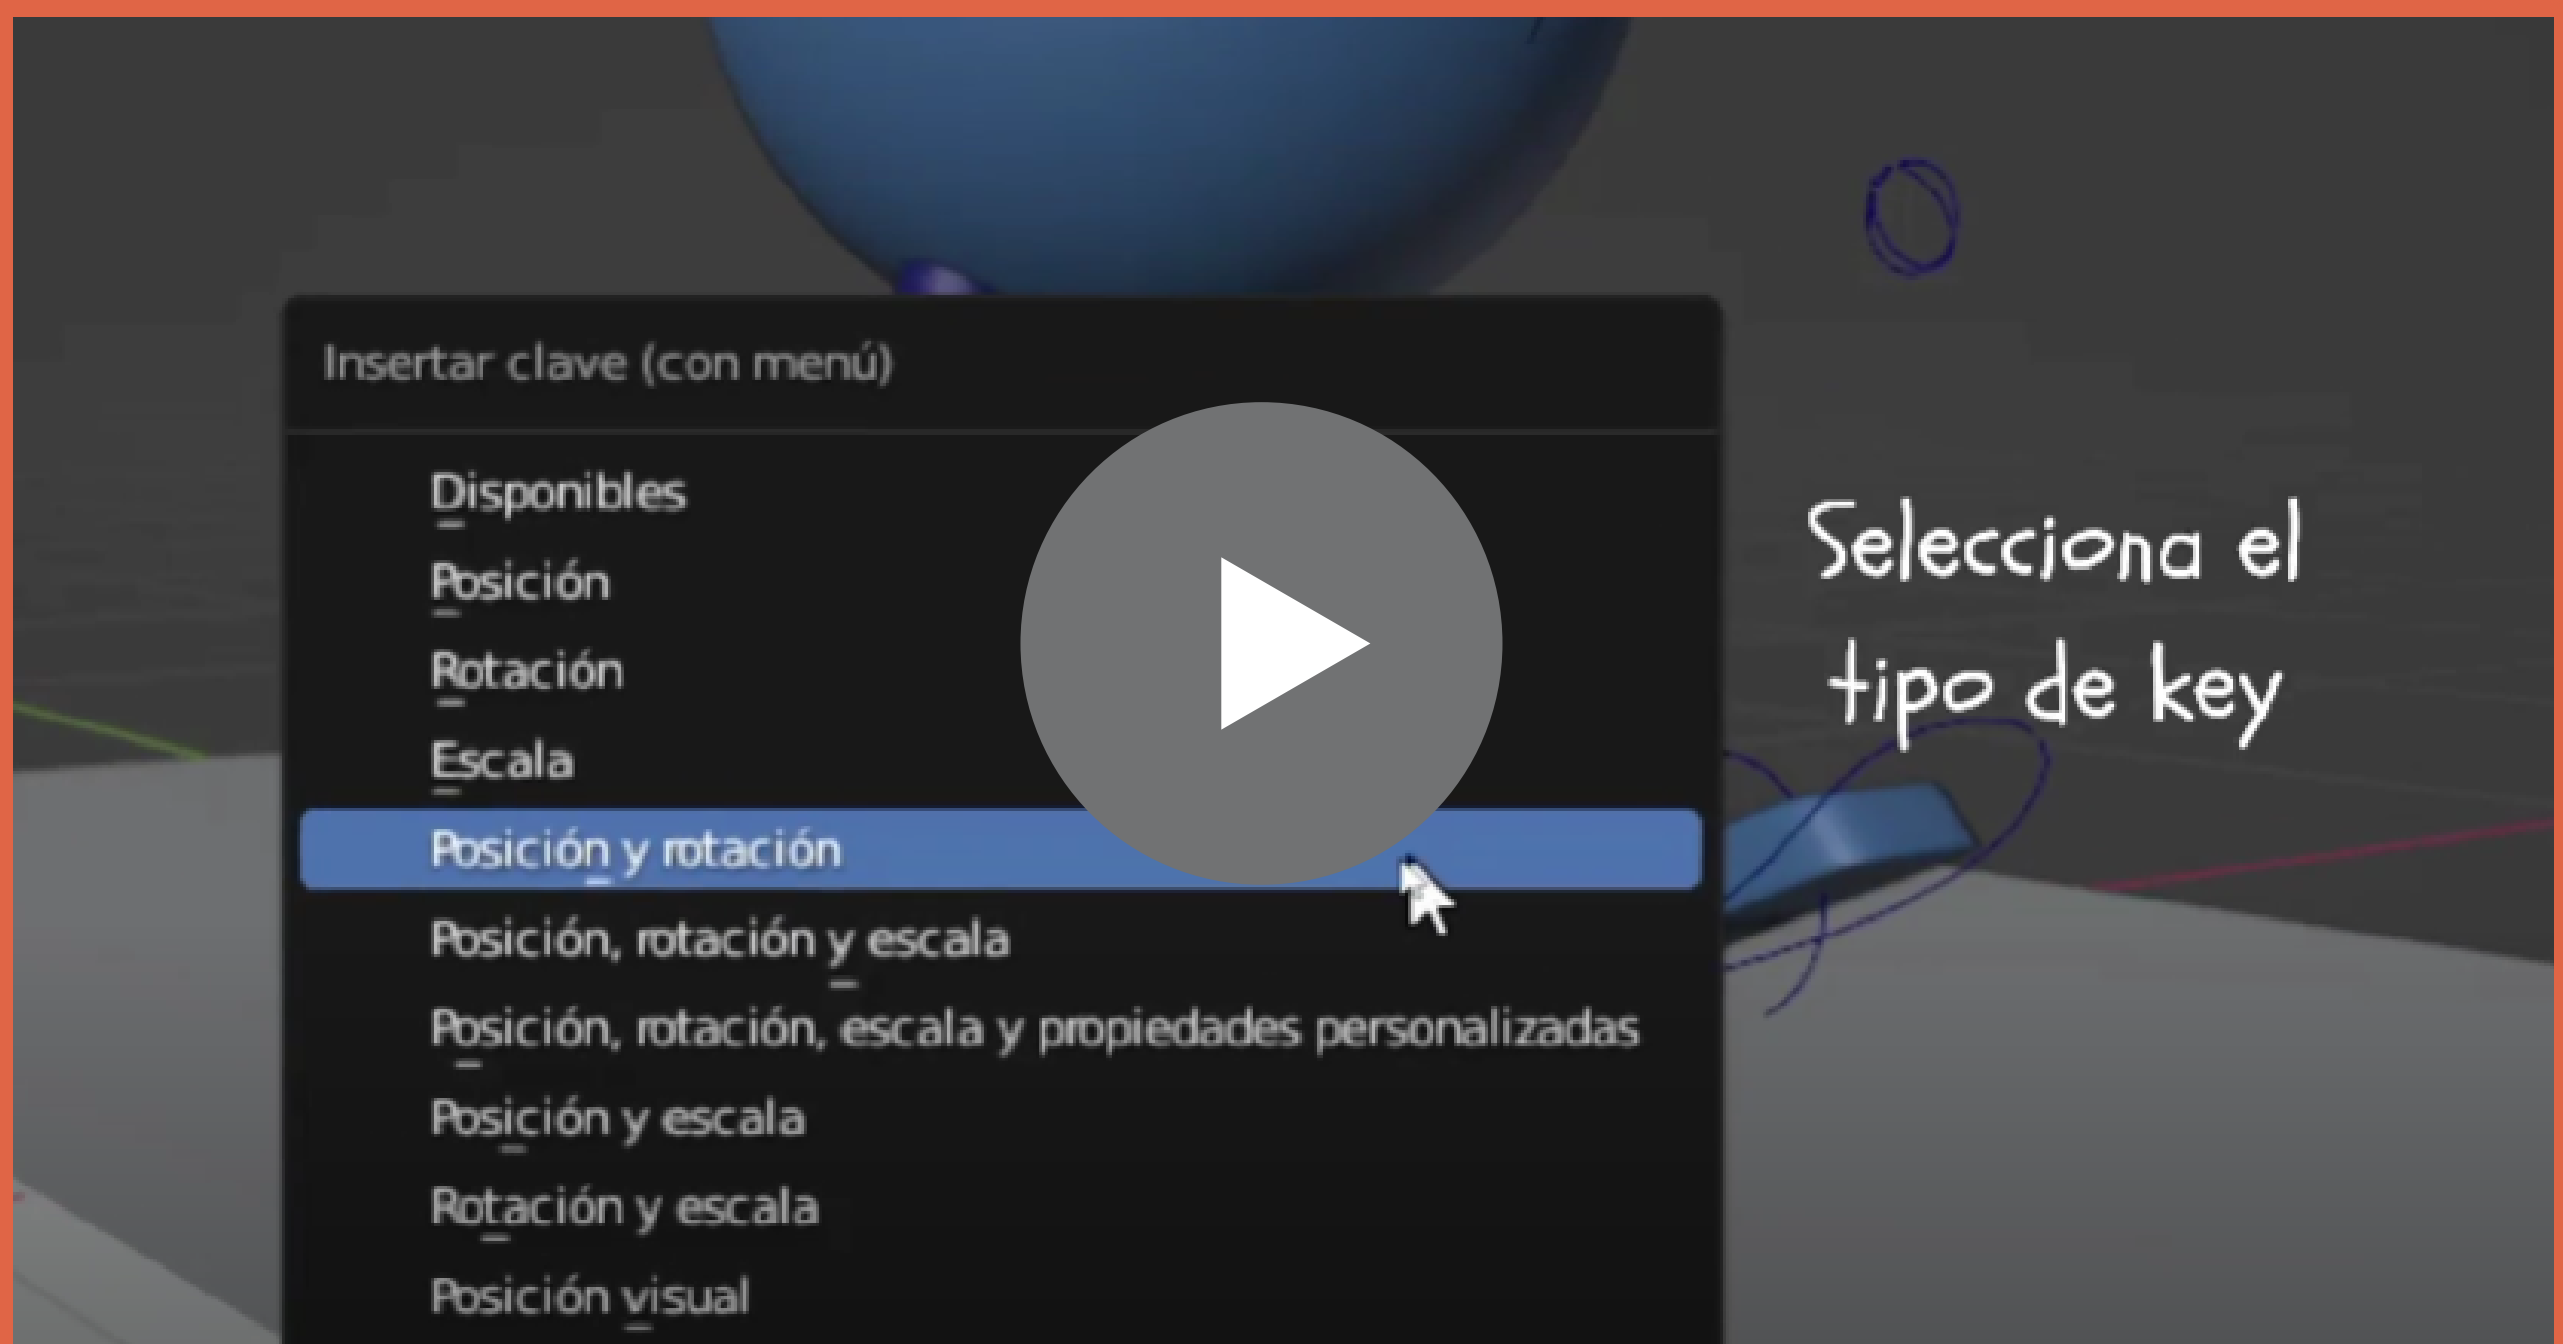 Insertar clave (con menú)
Disponibles
Posición
Rotación
Escala
Posición y rotación
Posición, rotación y escala
Posición, rotación, escala y propiedades personalizadas
Posición y escala
Rotación y escala
Posición visual
Selecciona el
tipo de key